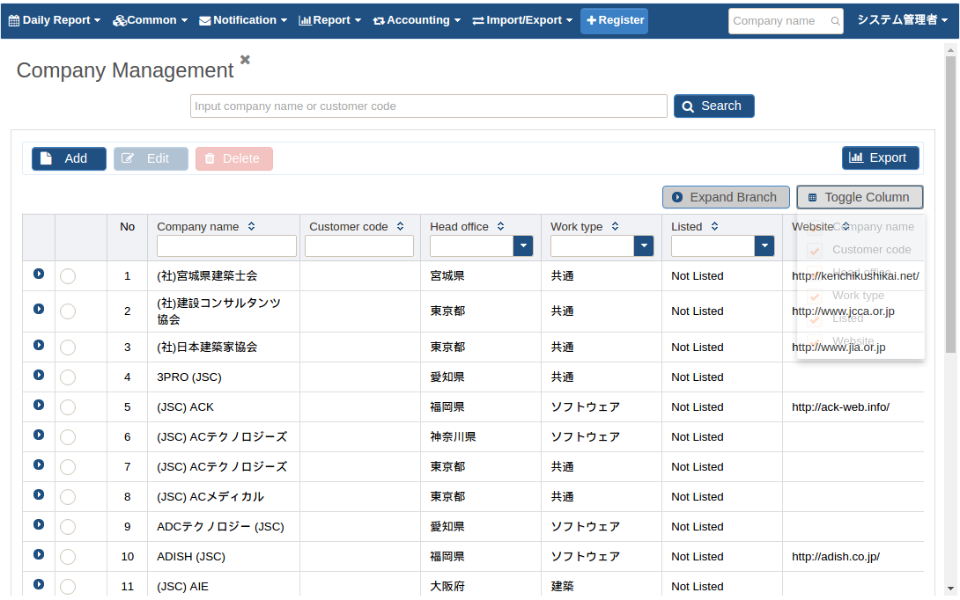 Daily Report Common Notification Report Accounting Import/Export Register Company name システム管理者
Company Management
Input company name or customer code Search
Add Edit Delete Export
Expand Branch Toggle Column
No Company name Customer code Head office Work type Listed Website
Company name
Customer code
Head office
Work type
Listed
Website
1 (社)宮城県建築士会 宮城県 共通 Not Listed http://kenchikushikai.net/
2 (社)建設コンサルタンツ協会 東京都 共通 Not Listed http://www.jcca.or.jp
3 (社)日本建築家協会 東京都 共通 Not Listed http://www.jia.or.jp
4 3PRO (JSC) 愛知県 共通 Not Listed
5 (JSC) ACK 福岡県 ソフトウェア Not Listed http://ack-web.info/
6 (JSC) ACテクノロジーズ 神奈川県 ソフトウェア Not Listed
7 (JSC) ACテクノロジーズ 東京都 共通 Not Listed
8 (JSC) ACメディカル 東京都 共通 Not Listed
9 ADCテクノロジー (JSC) 愛知県 ソフトウェア Not Listed
10 ADISH (JSC) 福岡県 ソフトウェア Not Listed http://adish.co.jp/
11 (JSC) AIE 大阪府 建築 Not Listed